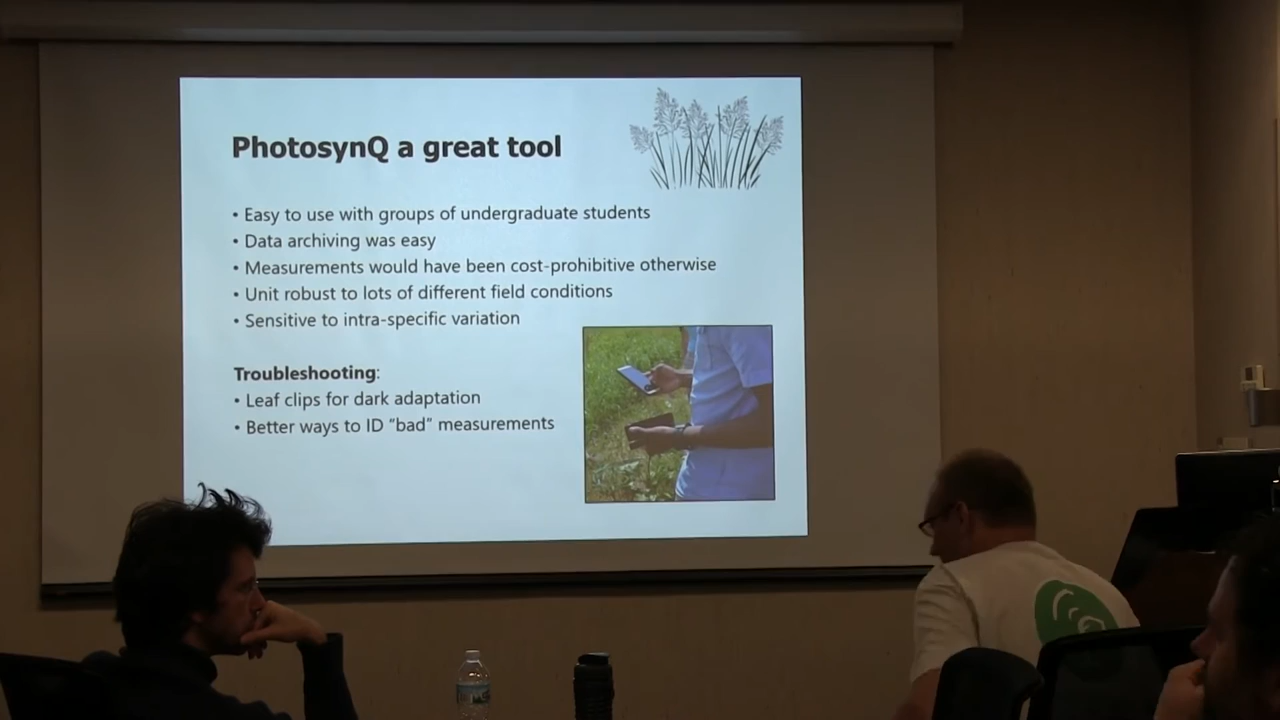 PhotosynQ a great tool
• Easy to use with groups of undergraduate students
• Data archiving was easy
• Measurements would have been cost-prohibitive otherwise
• Unit robust to lots of different field conditions
• Sensitive to intra-specific variation
Troubleshooting:
• Leaf clips for dark adaptation
• Better ways to ID “bad” measurements